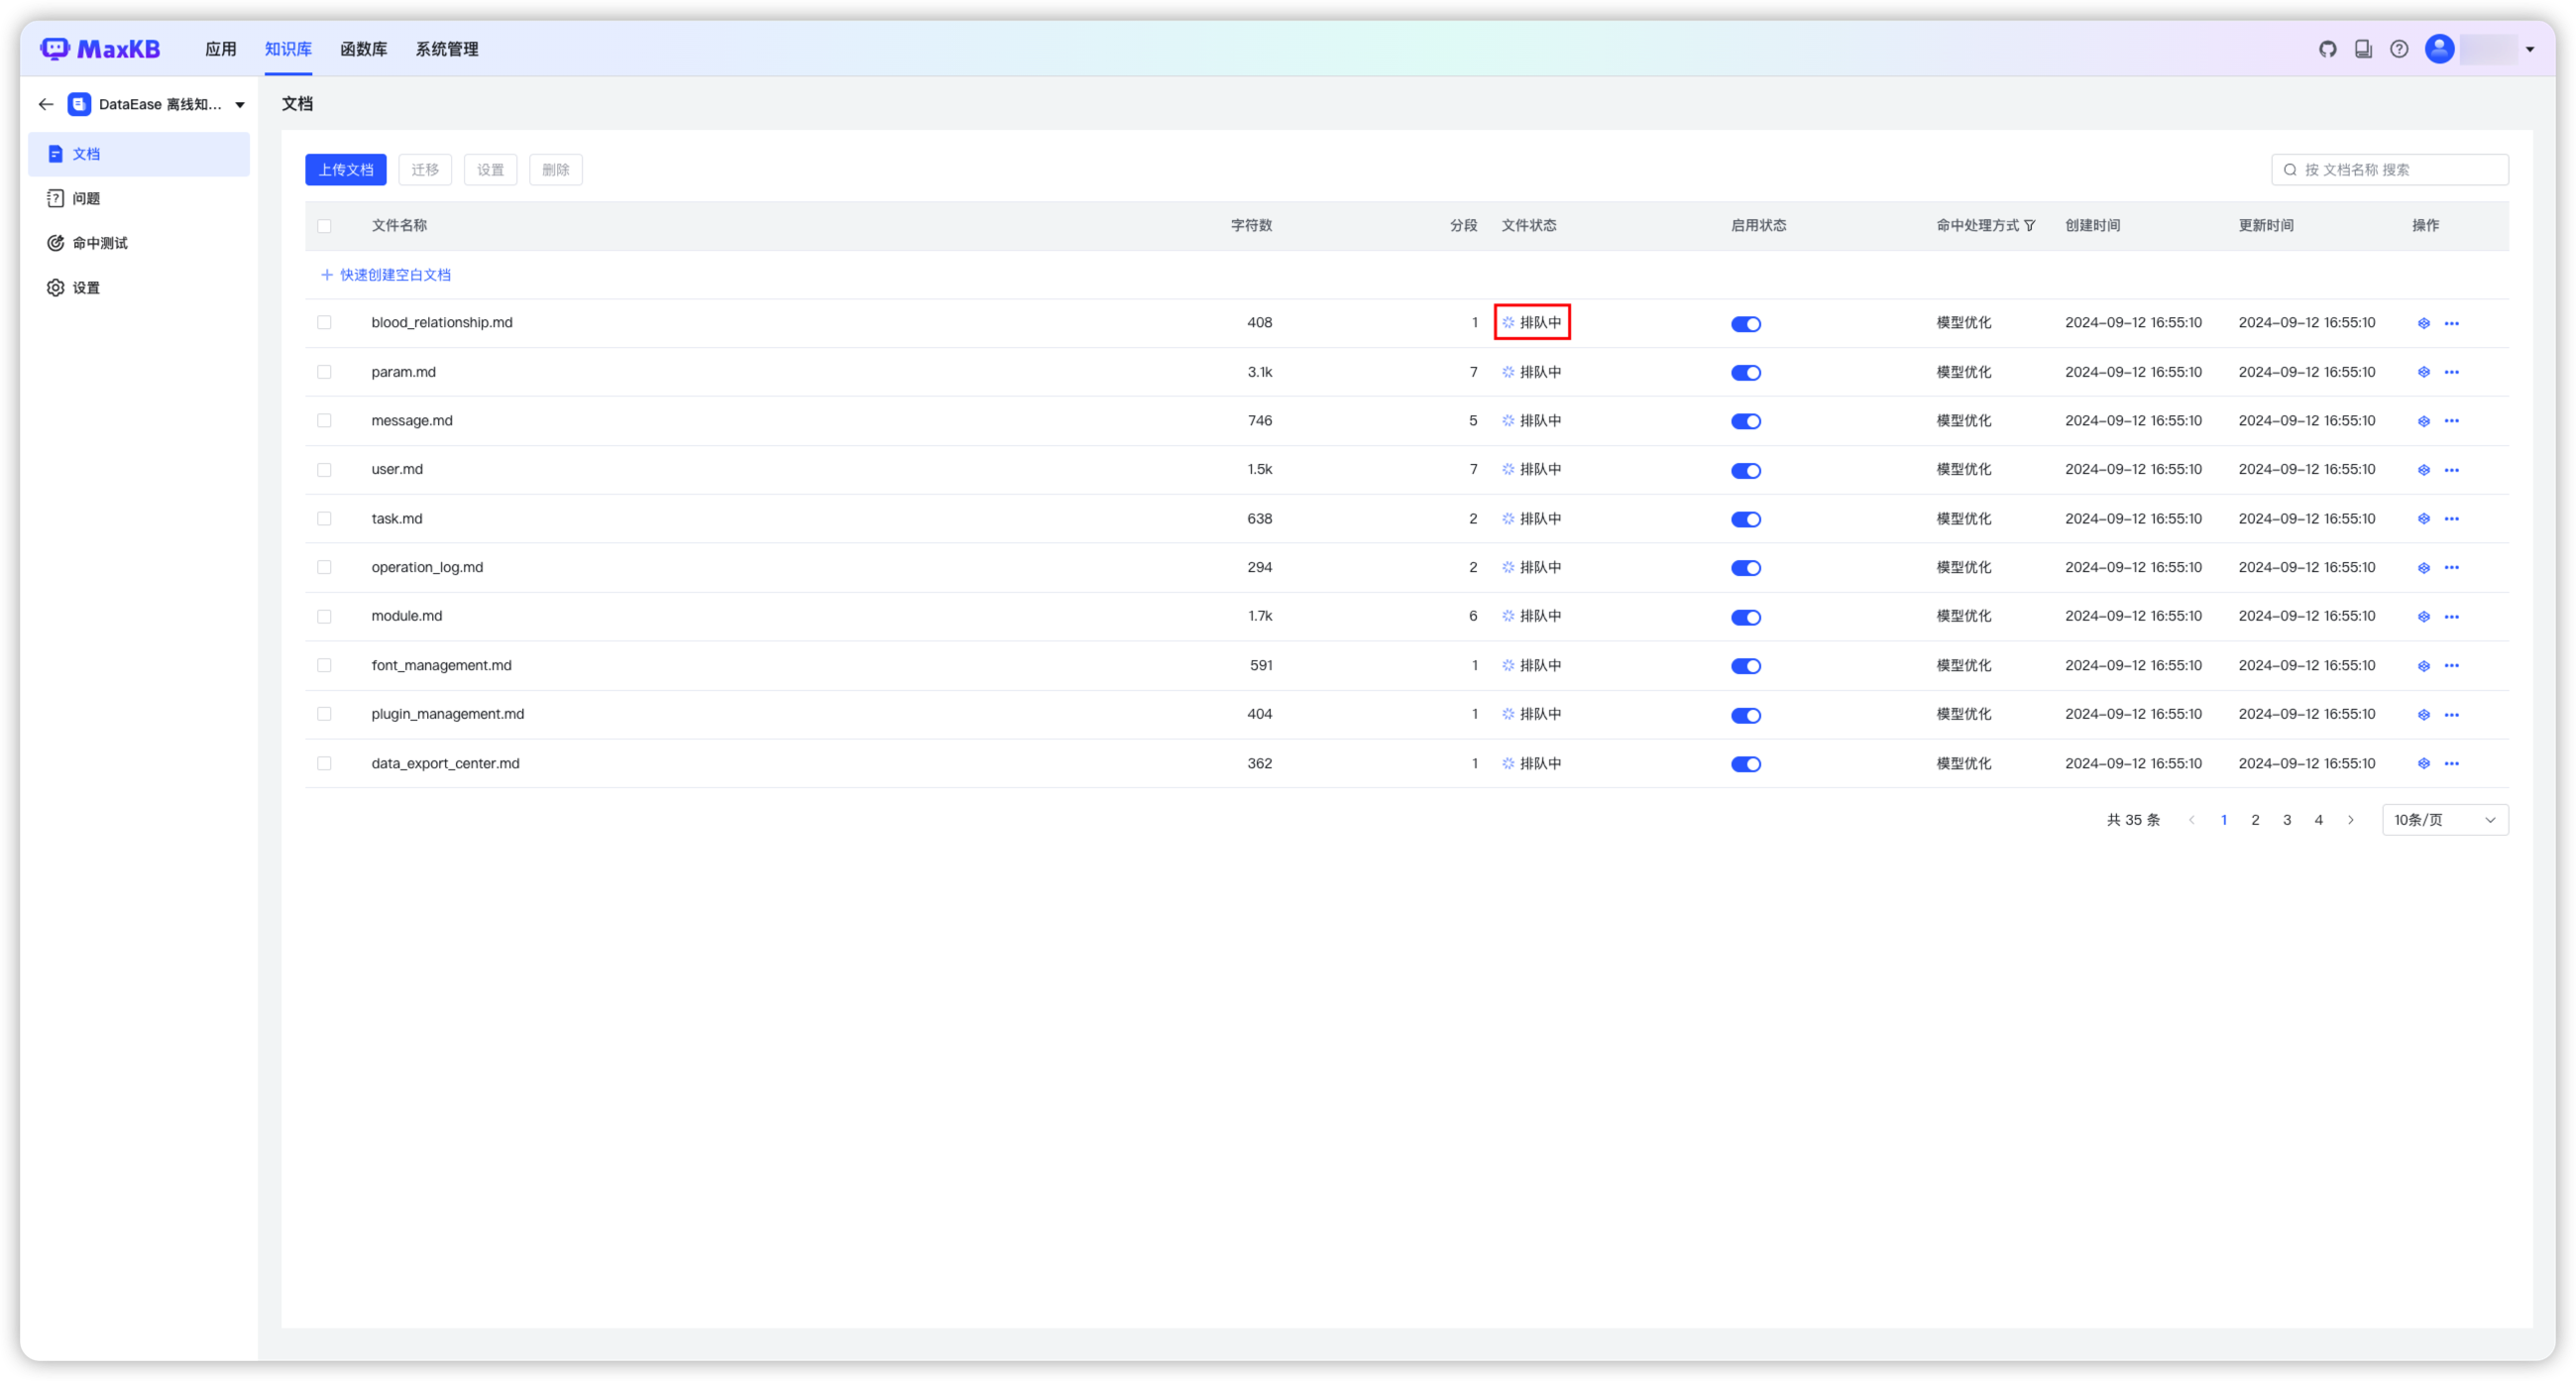 MaxKB 应用 知识库 函数库 系统管理
DataEase 离线知... 文档
文档
问题
命中测试
设置
上传文档 迁移 设置 删除 按 文档名称 搜索
文件名称 字符数 分段 文件状态 启用状态 命中处理方式 创建时间 更新时间 操作
快速创建空白文档
blood_relationship.md 408 1 排队中 模型优化 2024-09-12 16:55:10 2024-09-12 16:55:10
param.md 3.1k 7 排队中 模型优化 2024-09-12 16:55:10 2024-09-12 16:55:10
message.md 746 5 排队中 模型优化 2024-09-12 16:55:10 2024-09-12 16:55:10
user.md 1.5k 7 排队中 模型优化 2024-09-12 16:55:10 2024-09-12 16:55:10
task.md 638 2 排队中 模型优化 2024-09-12 16:55:10 2024-09-12 16:55:10
operation_log.md 294 2 排队中 模型优化 2024-09-12 16:55:10 2024-09-12 16:55:10
module.md 1.7k 6 排队中 模型优化 2024-09-12 16:55:10 2024-09-12 16:55:10
font_management.md 591 1 排队中 模型优化 2024-09-12 16:55:10 2024-09-12 16:55:10
plugin_management.md 404 1 排队中 模型优化 2024-09-12 16:55:10 2024-09-12 16:55:10
data_export_center.md 362 1 排队中 模型优化 2024-09-12 16:55:10 2024-09-12 16:55:10
共 35 条 1 2 3 4 10条/页